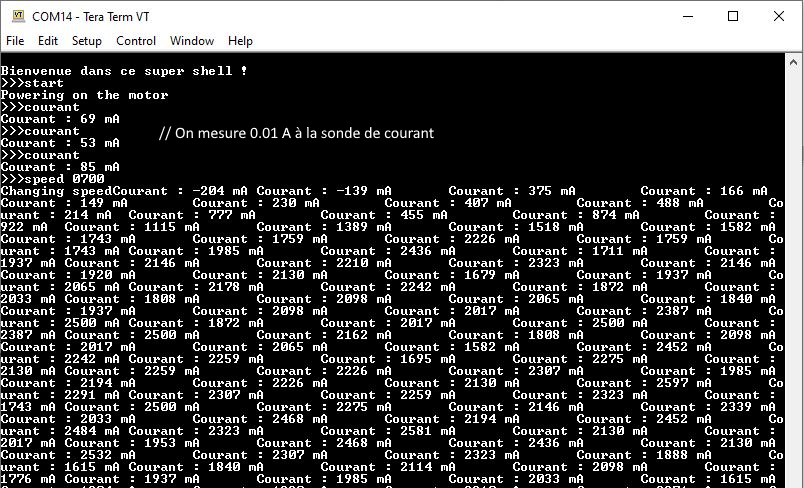 COM14 - Tera Term VT
File Edit Setup Control Window Help
Bienvenue dans ce super shell !
>>>start
Powering on the motor
>>>courant
Courant : 69 mA
>>>courant
// On mesure 0.01 A à la sonde de courant
Courant : 53 mA
>>>courant
Courant : 85 mA
>>>speed 0700
Changing speedCourant : -204 mA Courant : -139 mA Courant : 375 mA Courant : 166 mA
Courant : 149 mA Courant : 230 mA Courant : 407 mA Courant : 488 mA Co
urant : 214 mA Courant : 777 mA Courant : 455 mA Courant : 874 mA Courant :
922 mA Courant : 1115 mA Courant : 1389 mA Courant : 1518 mA Courant : 1582 mA
Courant : 1743 mA Courant : 1759 mA Courant : 2226 mA Courant : 1759 mA Co
urant : 1743 mA Courant : 1985 mA Courant : 2436 mA Courant : 1711 mA Courant :
1937 mA Courant : 2146 mA Courant : 2210 mA Courant : 2323 mA Courant : 2146 mA
Courant : 1920 mA Courant : 2130 mA Courant : 1679 mA Courant : 1937 mA Co
urant : 2065 mA Courant : 2178 mA Courant : 2242 mA Courant : 1872 mA Courant :
2033 mA Courant : 1808 mA Courant : 2098 mA Courant : 2065 mA Courant : 1840 mA
Courant : 1937 mA Courant : 2098 mA Courant : 2017 mA Courant : 2387 mA Co
urant : 2500 mA Courant : 1872 mA Courant : 2017 mA Courant : 2500 mA Courant :
2387 mA Courant : 2500 mA Courant : 2162 mA Courant : 1808 mA Courant : 2098 mA
Courant : 2017 mA Courant : 2065 mA Courant : 1582 mA Courant : 2452 mA Co
urant : 2242 mA Courant : 2259 mA Courant : 1695 mA Courant : 2275 mA Courant :
2130 mA Courant : 2259 mA Courant : 2226 mA Courant : 2307 mA Courant : 1985 mA
Courant : 2194 mA Courant : 2226 mA Courant : 2130 mA Courant : 2597 mA Co
urant : 2291 mA Courant : 2307 mA Courant : 2259 mA Courant : 2323 mA Courant :
1743 mA Courant : 2500 mA Courant : 2275 mA Courant : 2146 mA Courant : 2339 mA
Courant : 2033 mA Courant : 2468 mA Courant : 2194 mA Courant : 2452 mA Co
urant : 2484 mA Courant : 2323 mA Courant : 2581 mA Courant : 2130 mA Courant :
2017 mA Courant : 1953 mA Courant : 2468 mA Courant : 2436 mA Courant : 2130 mA
Courant : 2532 mA Courant : 2307 mA Courant : 2323 mA Courant : 1888 mA Co
urant : 1615 mA Courant : 1840 mA Courant : 2114 mA Courant : 2098 mA Courant :
1776 mA Courant : 1937 mA Courant : 1985 mA Courant : 2033 mA Courant : 1615 mA